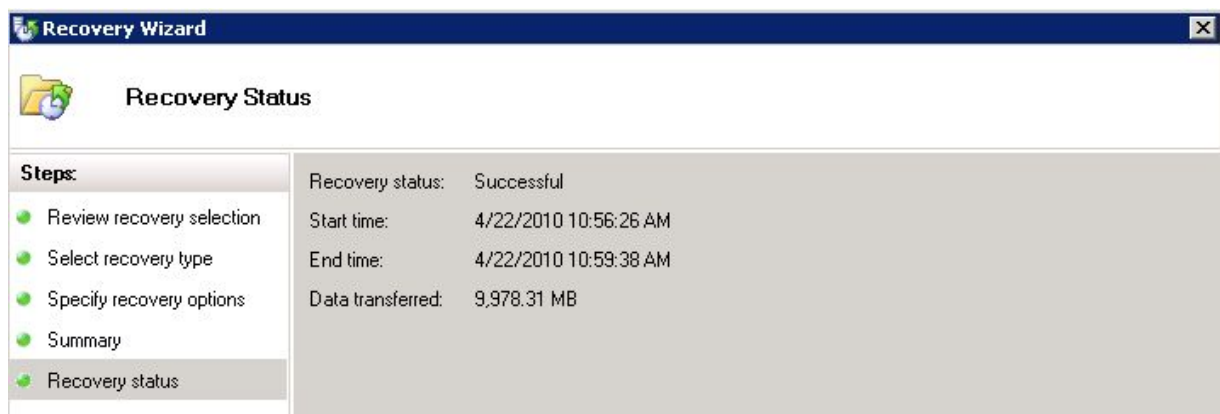 Recovery Wizard
Recovery Status
Steps:
Review recovery selection
Select recovery type
Specify recovery options
Summary
Recovery status
Recovery status: Successful
Start time: 4/22/2010 10:56:26 AM
End time: 4/22/2010 10:59:38 AM
Data transferred: 9,978.31 MB